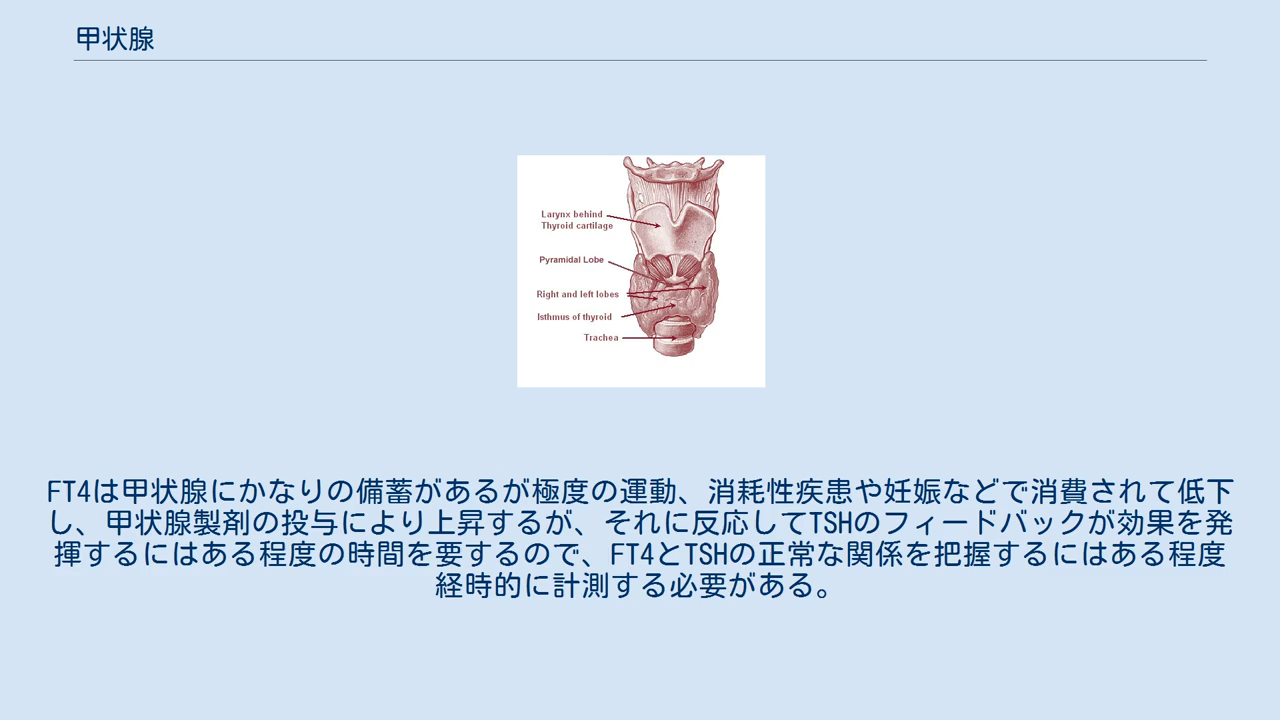 甲状腺
Larynx behind
Thyroid cartilage
Pyramidal Lobe
Right and left lobes
Isthmus of thyroid
Trachea
FT4は甲状腺にかなりの備蓄があるが極度の運動、消耗性疾患や妊娠などで消費されて低下
し、甲状腺製剤の投与により上昇するが、それに反応してTSHのフィードバックが効果を発
揮するにはある程度の時間を要するので、FT4とTSHの正常な関係を把握するにはある程度
経時的に計測する必要がある。